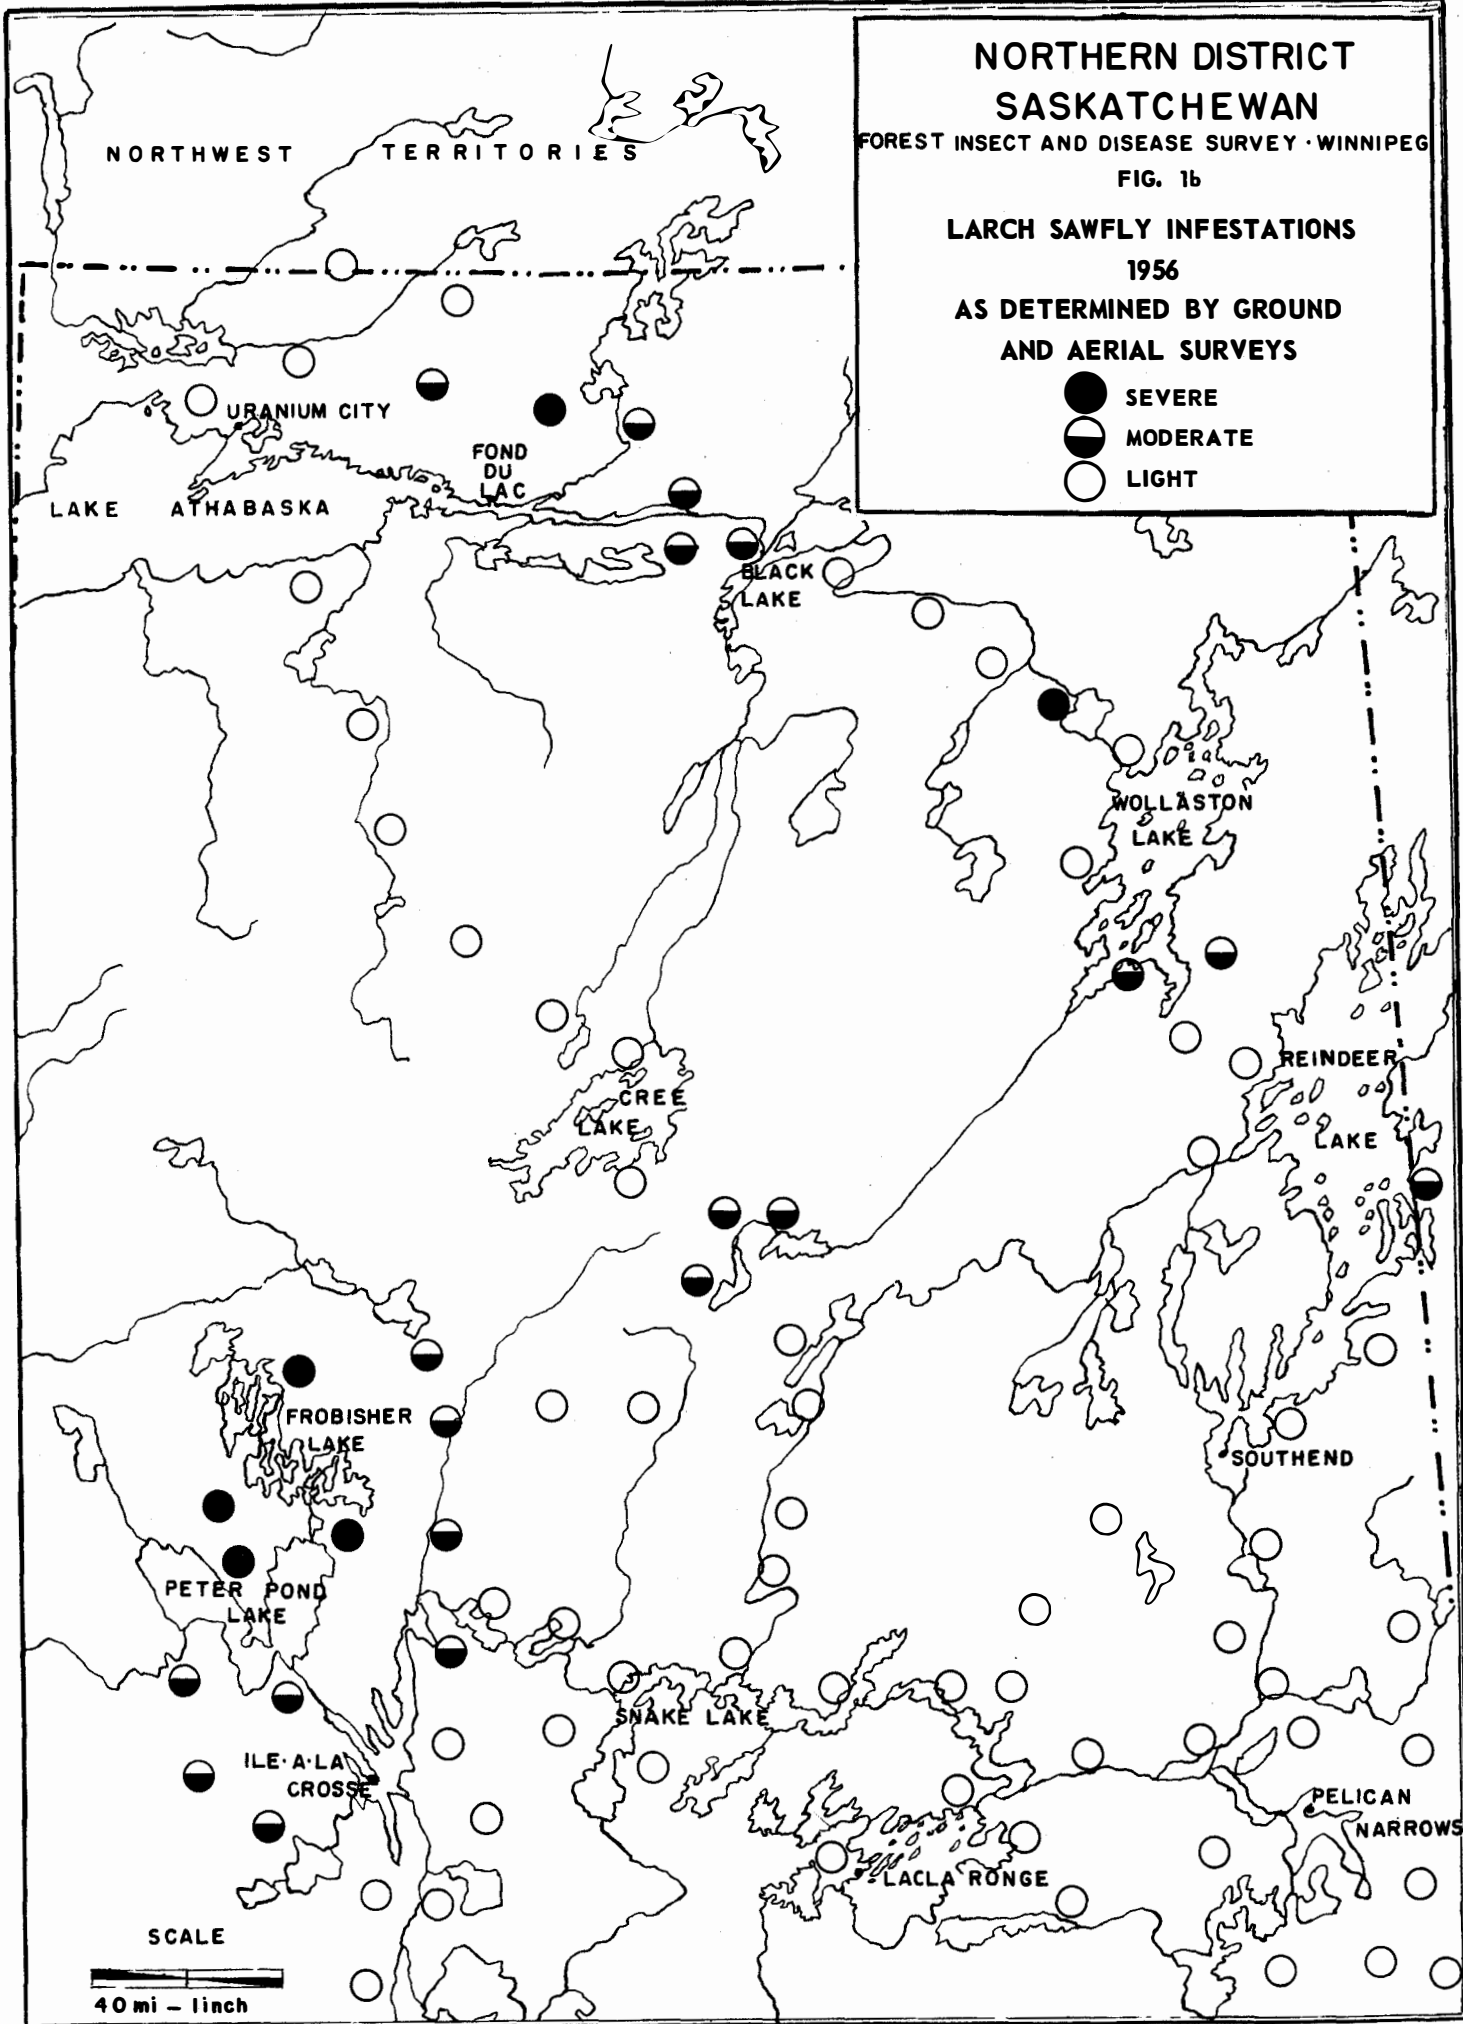 NORTHERN DISTRICT
SASKATCHEWAN
FOREST INSECT AND DISEASE SURVEY · WINNIPEG
FIG. 1b
LARCH SAWFLY INFESTATIONS
1956
AS DETERMINED BY GROUND
AND AERIAL SURVEYS
SEVERE
MODERATE
LIGHT
NORTHWEST TERRITORIES
URANIUM CITY
FOND
DU
LAC
LAKE ATHABASKA
BLACK
LAKE
WOLLASTON
LAKE
REINDEER
LAKE
CREE
LAKE
FROBISHER
LAKE
SOUTHEND
PETER POND
LAKE
SNAKE LAKE
ILE·A·LA
CROSSE
PELICAN
NARROWS
LACLA RONGE
SCALE
40 mi – 1inch